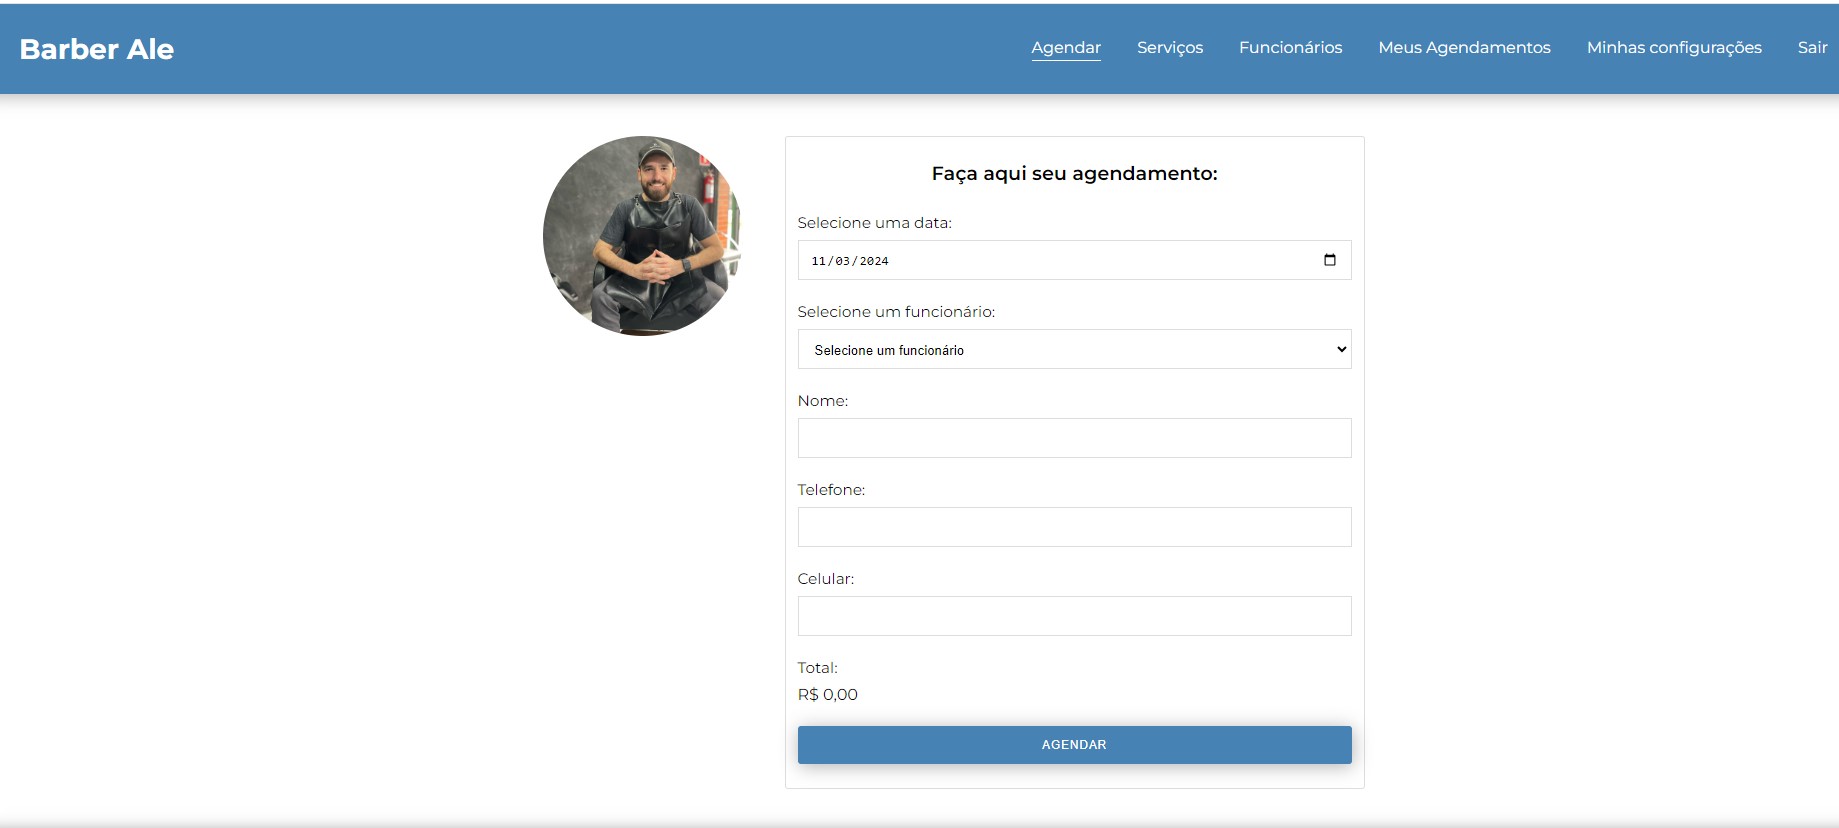 Barber Ale
Agendar Serviços Funcionários Meus Agendamentos Minhas configurações Sair
Faça aqui seu agendamento:
Selecione uma data:
11/03/2024
Selecione um funcionário:
Selecione um funcionário
Nome:
Telefone:
Celular:
Total:
R$ 0,00
AGENDAR